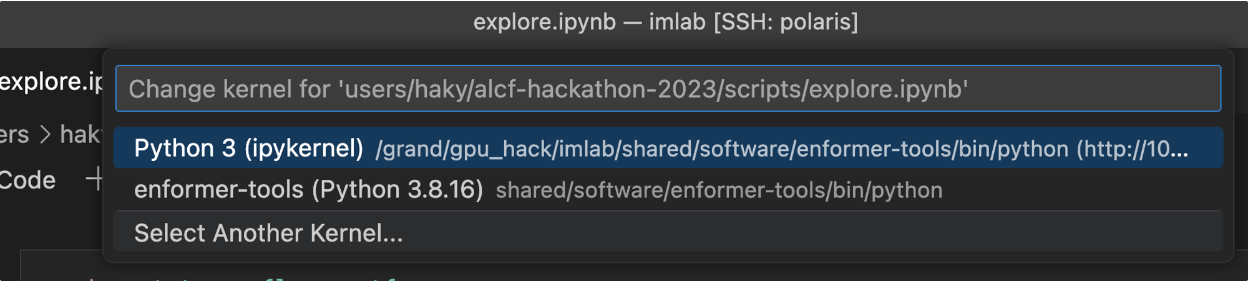 explore.ipynb — imlab [SSH: polaris]
explore.ip
Change kernel for 'users/haky/alcf-hackathon-2023/scripts/explore.ipynb'
ers > hak
Python 3 (ipykernel) /grand/gpu_hack/imlab/shared/software/enformer-tools/bin/python (http://10...
Code +
enformer-tools (Python 3.8.16) shared/software/enformer-tools/bin/python
Select Another Kernel...